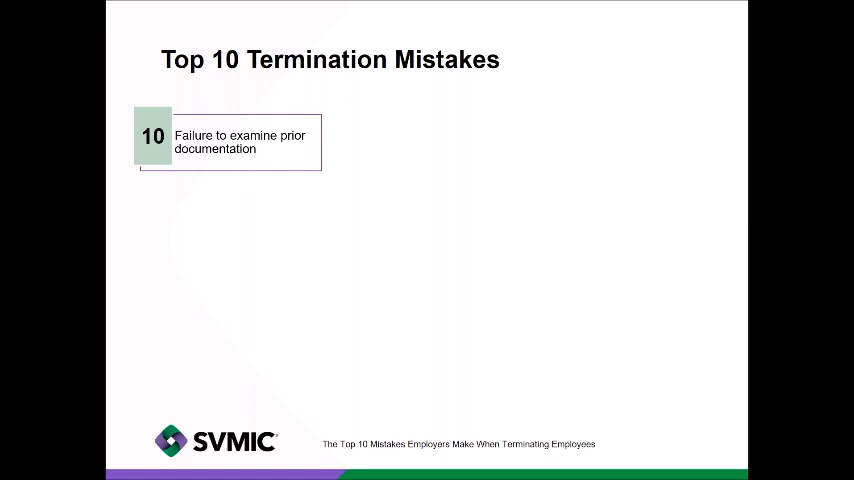 Top 10 Termination Mistakes
10
Failure to examine prior
documentation
SVMIC
The Top 10 Mistakes Employers Make When Terminating Employees